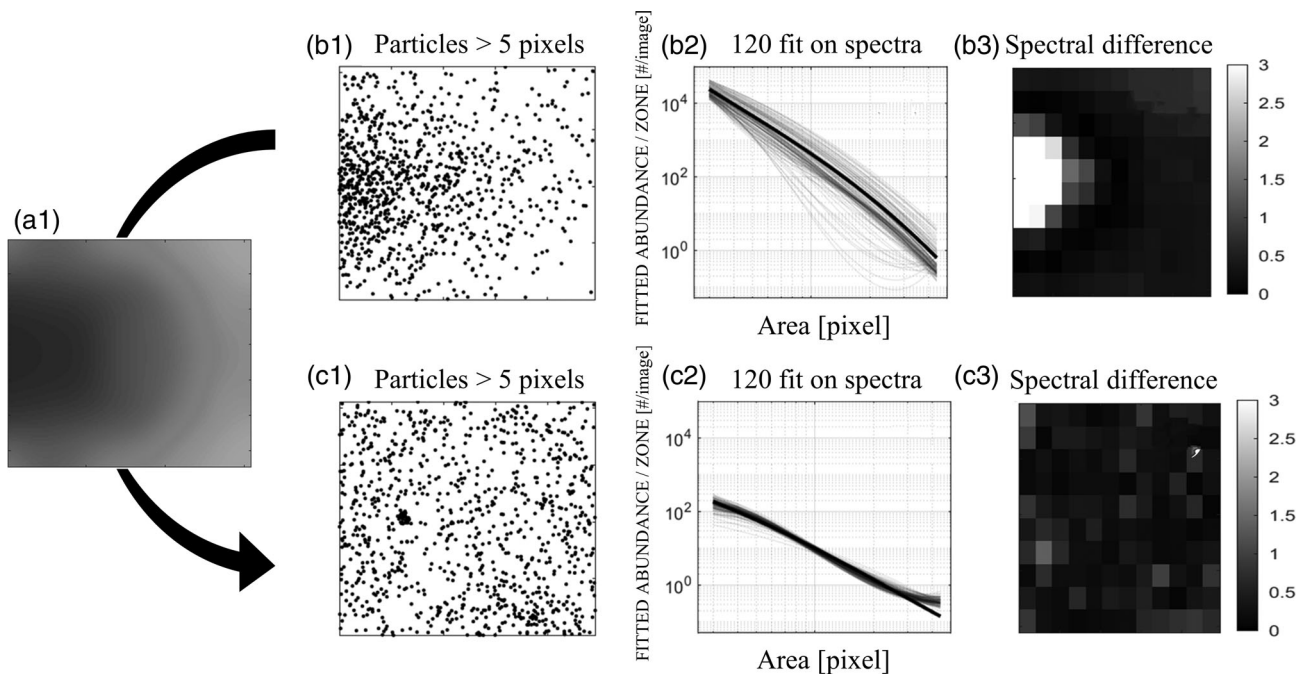 (b1) Particles > 5 pixels
(b2) 120 fit on spectra
(b3) Spectral difference
FITTED ABUNDANCE / ZONE [#/image]
10^4
10^2
10^0
Area [pixel]
3
2.5
2
1.5
1
0.5
0
(a1)
(c1) Particles > 5 pixels
(c2) 120 fit on spectra
(c3) Spectral difference
FITTED ABUNDANCE / ZONE [#/image]
10^4
10^2
10^0
Area [pixel]
3
2.5
2
1.5
1
0.5
0